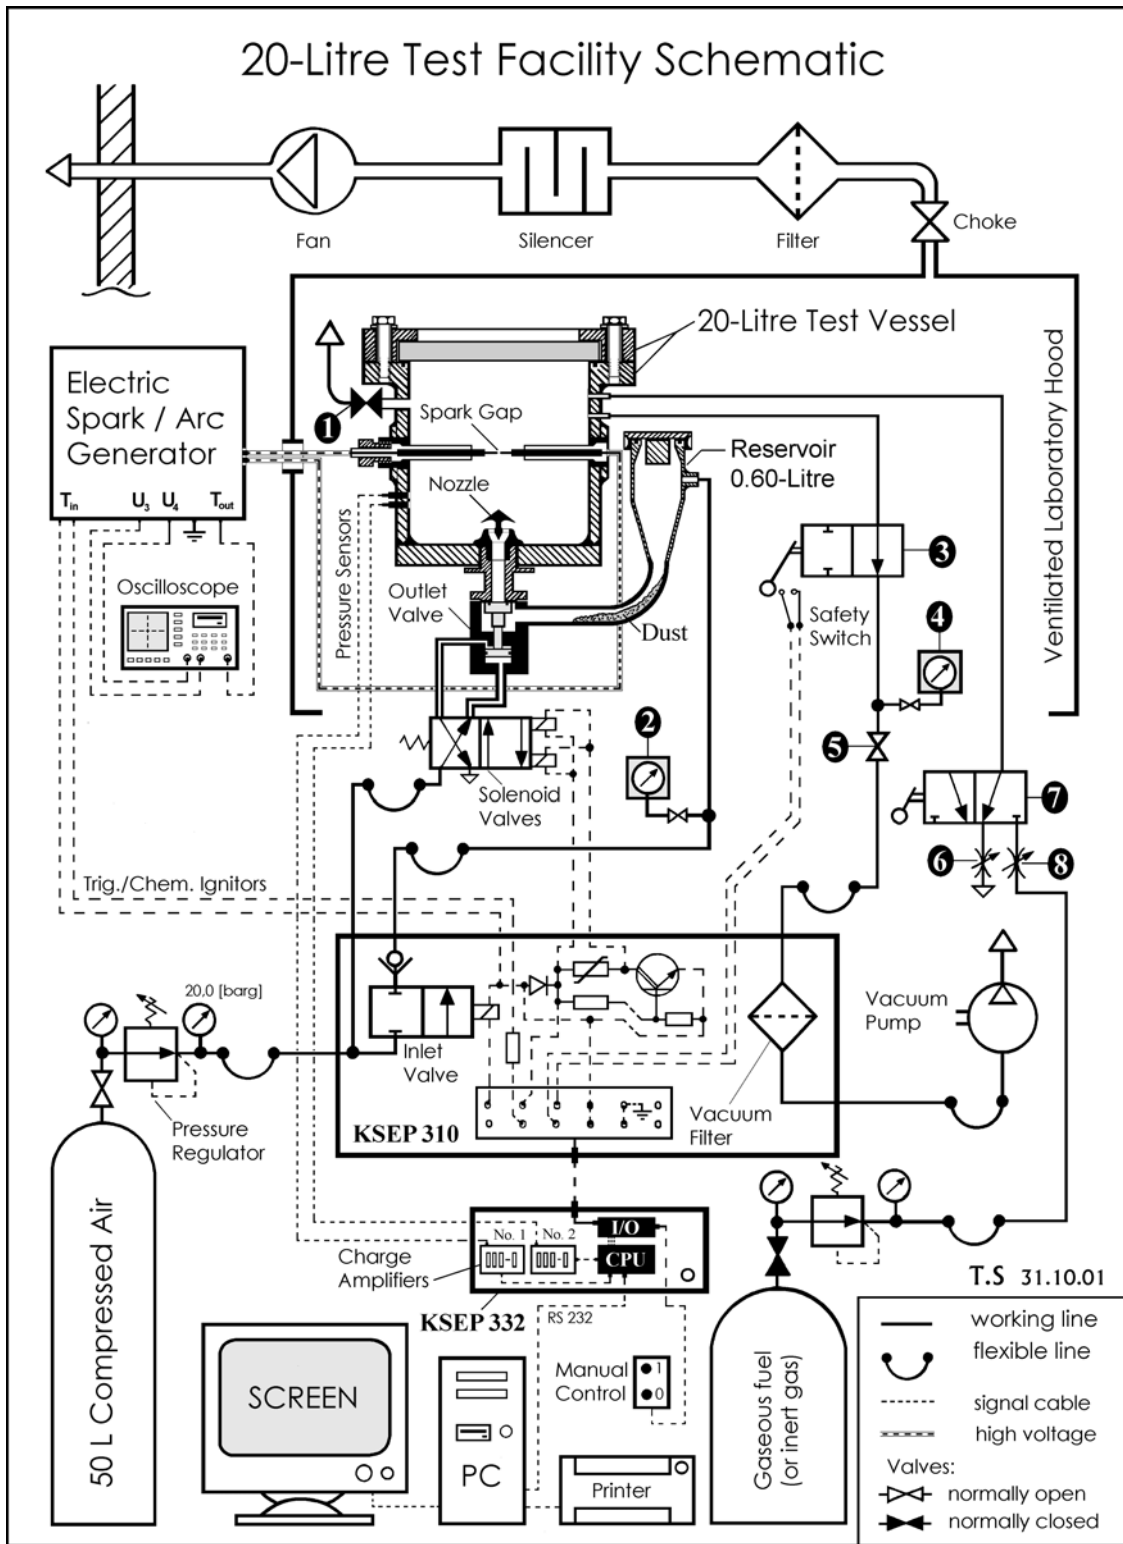 20-Litre Test Facility Schematic
Fan
Silencer
Filter
Choke
20-Litre Test Vessel
Ventilated Laboratory Hood
Electric
Spark / Arc
Generator
Tin
U3
U4
Tout
1
Spark Gap
Reservoir
0.60-Litre
Nozzle
Pressure Sensors
Oscilloscope
Outlet
Valve
Dust
3
Safety
Switch
4
2
5
Solenoid
Valves
7
6
8
Trig./Chem. Ignitors
20,0 [barg]
Inlet
Valve
Vacuum
Pump
Pressure
Regulator
KSEP 310
Vacuum
Filter
50 L Compressed Air
No. 1
No. 2
I/O
CPU
Charge
Amplifiers
KSEP 332
RS 232
T.S 31.10.01
SCREEN
PC
Manual
Control
1
0
Printer
Gaseous fuel
(or inert gas)
working line
flexible line
signal cable
high voltage
Valves:
normally open
normally closed